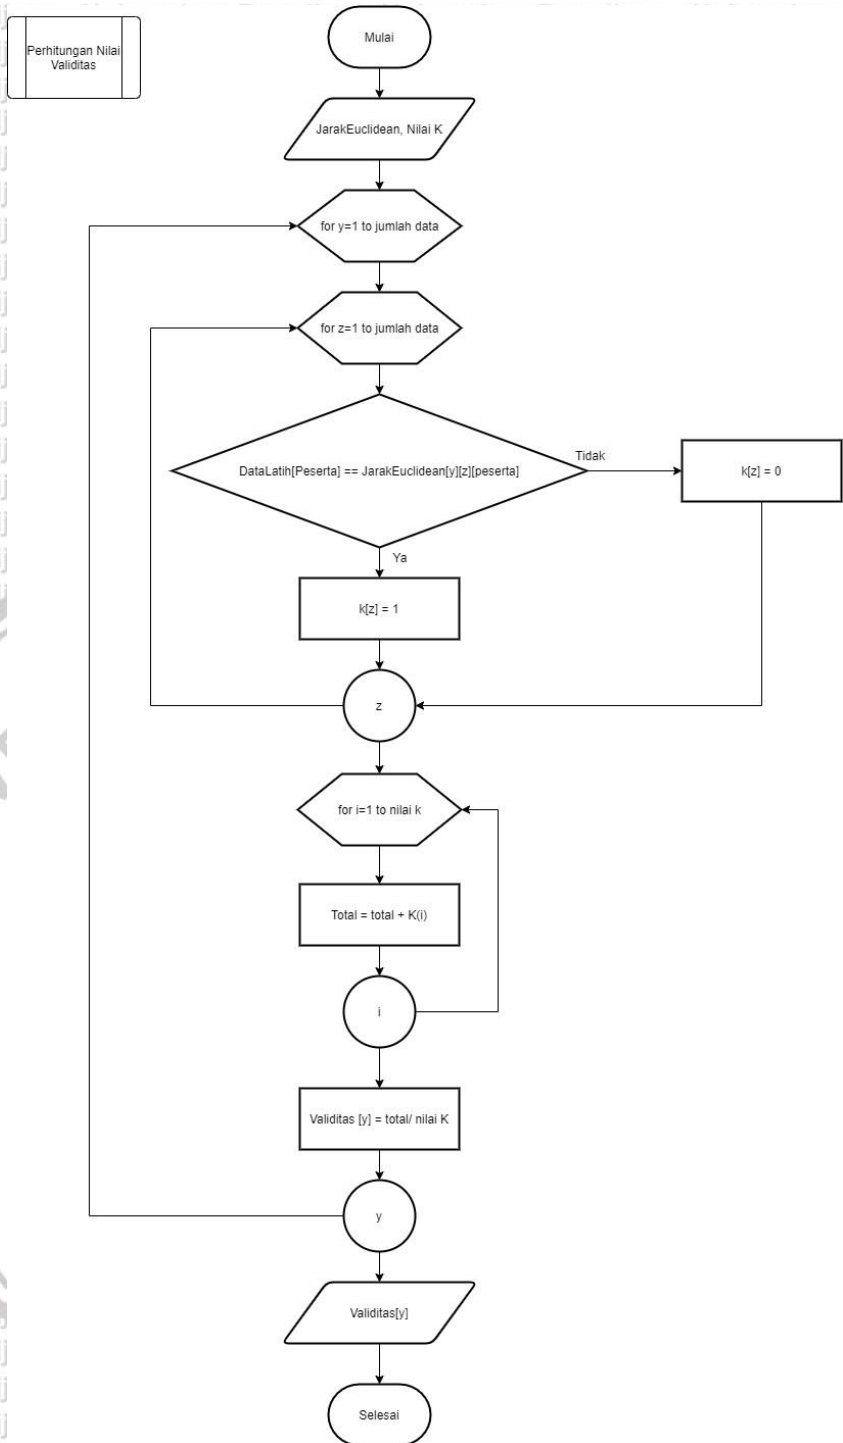 Perhitungan Nilai
Validitas
Mulai
JarakEuclidean, Nilai K
for y=1 to jumlah data
for z=1 to jumlah data
DataLatih[Peserta] == JarakEuclidean[y][z][peserta]
Tidak
k[z] = 0
Ya
k[z] = 1
z
for i=1 to nilai k
Total = total + K(i)
i
Validitas [y] = total/ nilai K
y
Validitas[y]
Selesai